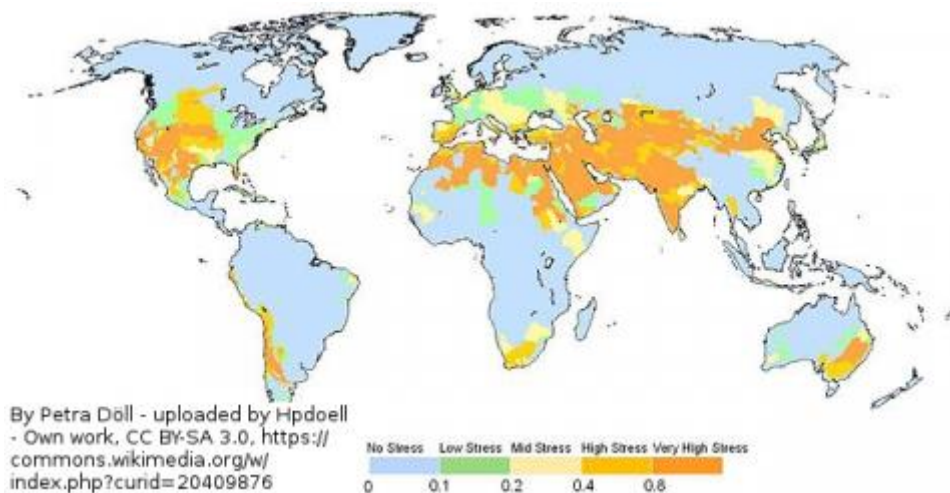 By Petra Döll - uploaded by Hpdoell
- Own work, CC BY-SA 3.0, https://
commons.wikimedia.org/w/
index.php?curid=20409876
No Stress Low Stress Mid Stress High Stress Very High Stress
0 0.1 0.2 0.4 0.8